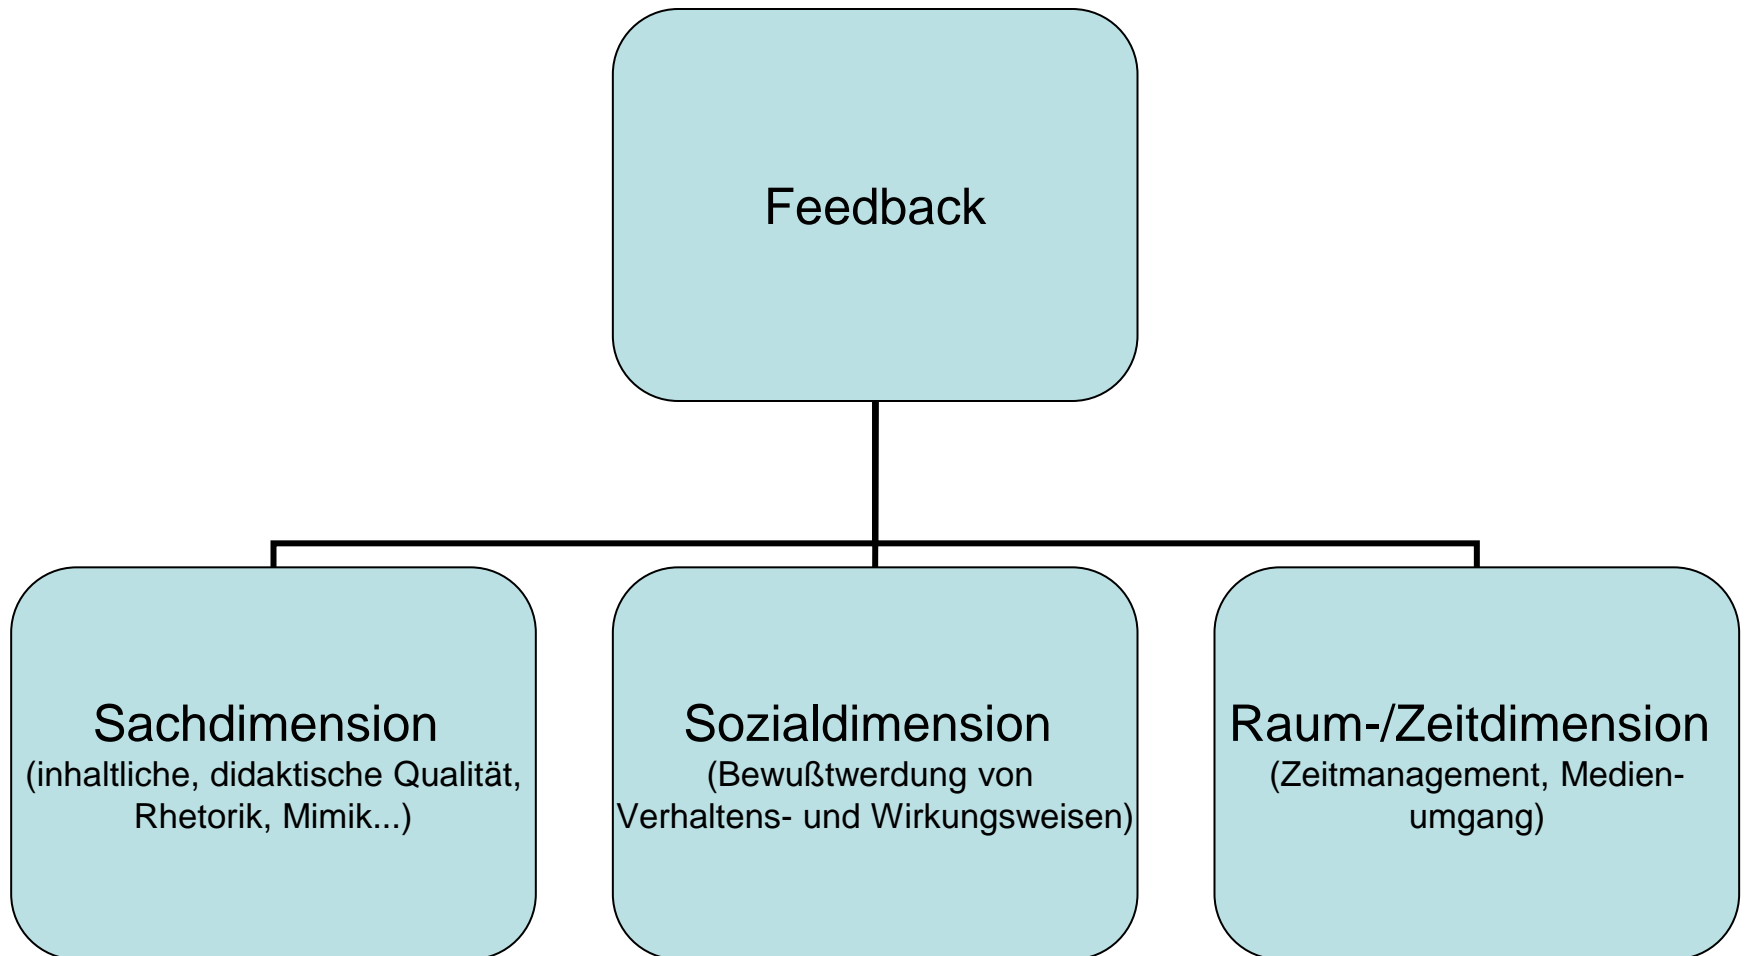 Feedback
Sachdimension
(inhaltliche, didaktische Qualität,
Rhetorik, Mimik...)
Sozialdimension
(Bewußtwerdung von
Verhaltens- und Wirkungsweisen)
Raum-/Zeitdimension
(Zeitmanagement, Medien-
umgang)